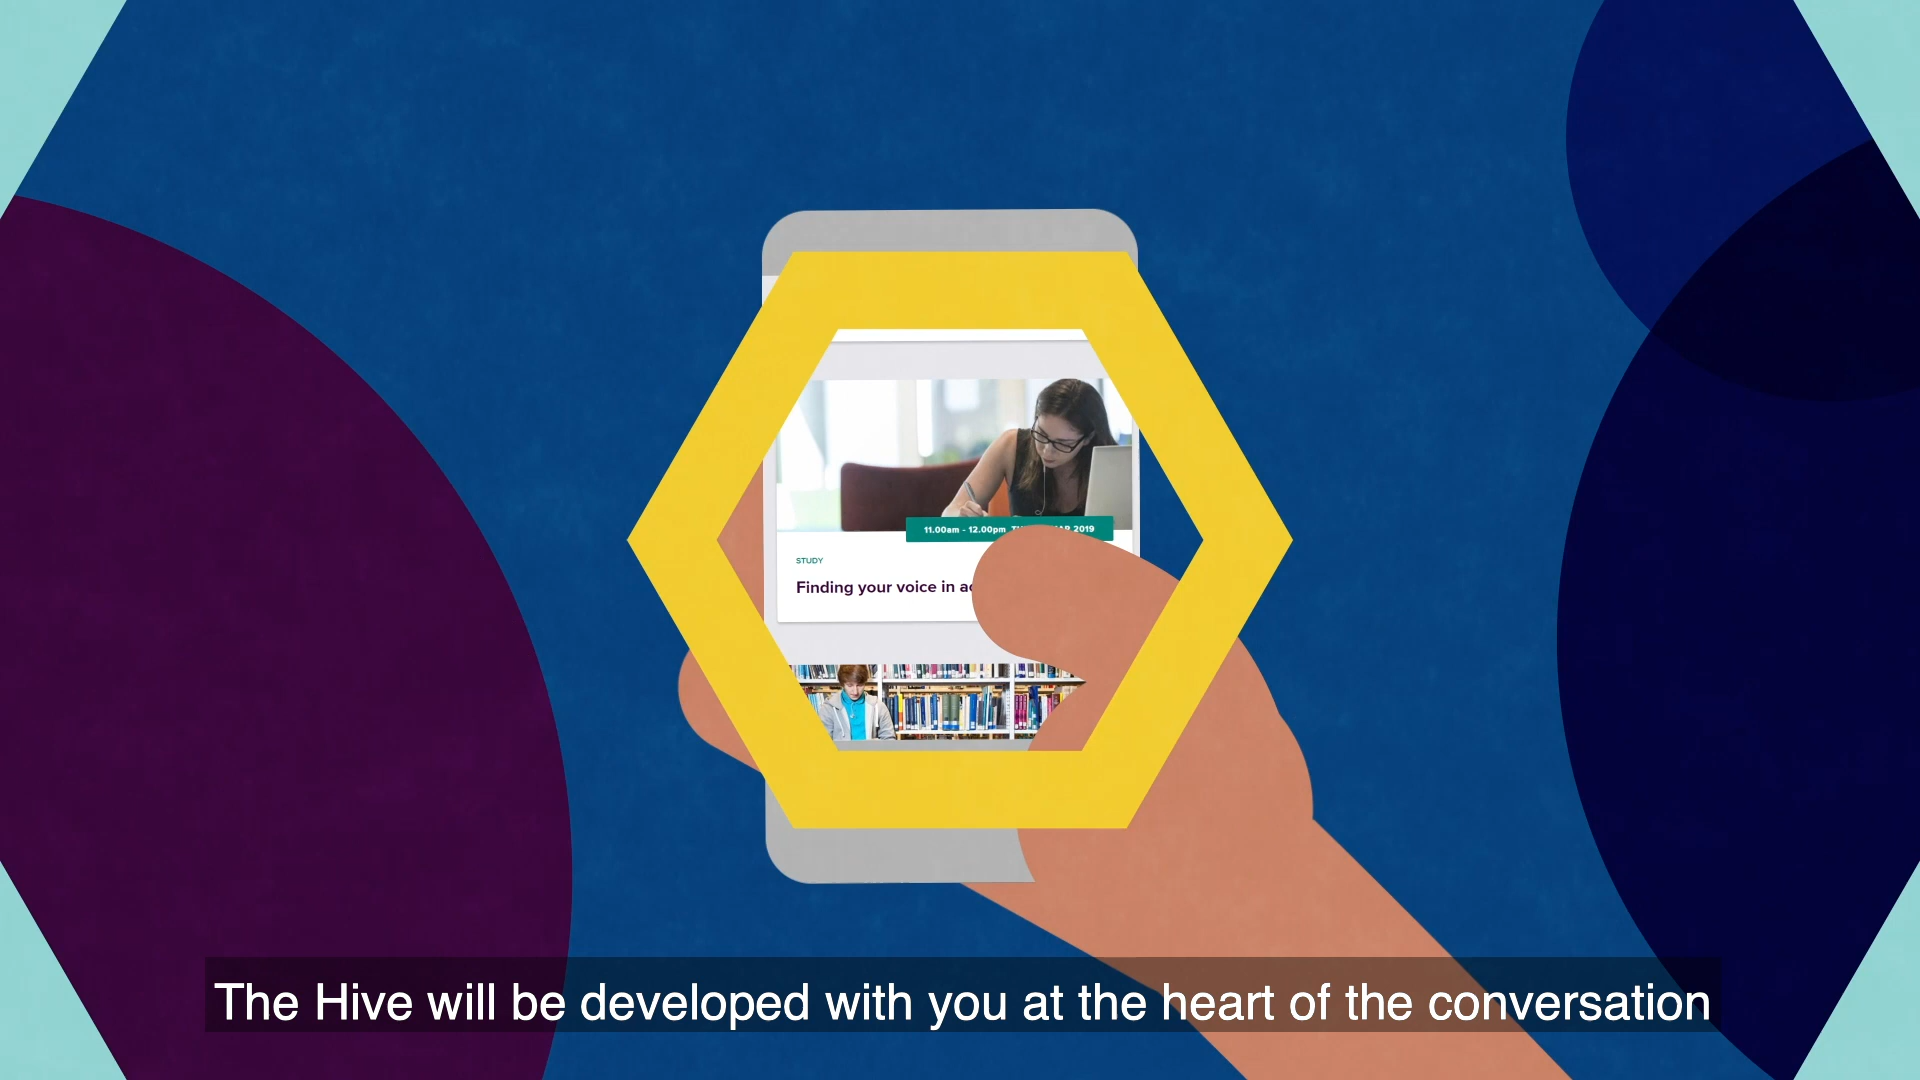 11.00am - 12.00pm 2019
STUDY
Finding your voice in
The Hive will be developed with you at the heart of the conversation